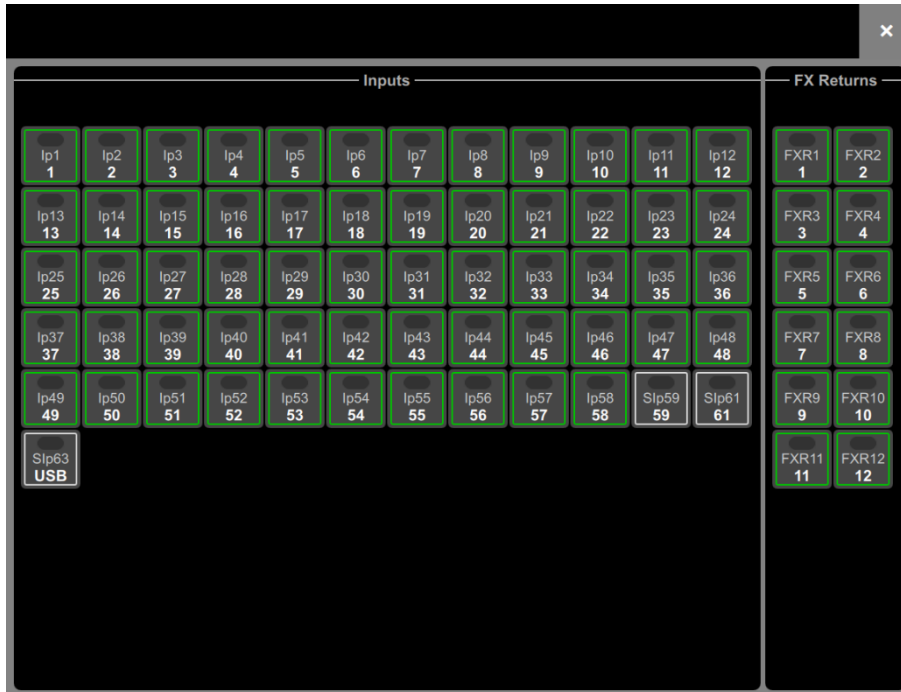 ×
Inputs
FX Returns
Ip1 Ip2 Ip3 Ip4 Ip5 Ip6 Ip7 Ip8 Ip9 Ip10 Ip11 Ip12 FXR1 FXR2
1 2 3 4 5 6 7 8 9 10 11 12 1 2
Ip13 Ip14 Ip15 Ip16 Ip17 Ip18 Ip19 Ip20 Ip21 Ip22 Ip23 Ip24 FXR3 FXR4
13 14 15 16 17 18 19 20 21 22 23 24 3 4
Ip25 Ip26 Ip27 Ip28 Ip29 Ip30 Ip31 Ip32 Ip33 Ip34 Ip35 Ip36 FXR5 FXR6
25 26 27 28 29 30 31 32 33 34 35 36 5 6
Ip37 Ip38 Ip39 Ip40 Ip41 Ip42 Ip43 Ip44 Ip45 Ip46 Ip47 Ip48 FXR7 FXR8
37 38 39 40 41 42 43 44 45 46 47 48 7 8
Ip49 Ip50 Ip51 Ip52 Ip53 Ip54 Ip55 Ip56 Ip57 Ip58 SIp59 SIp61 FXR9 FXR10
49 50 51 52 53 54 55 56 57 58 59 61 9 10
SIp63 FXR11 FXR12
USB 11 12